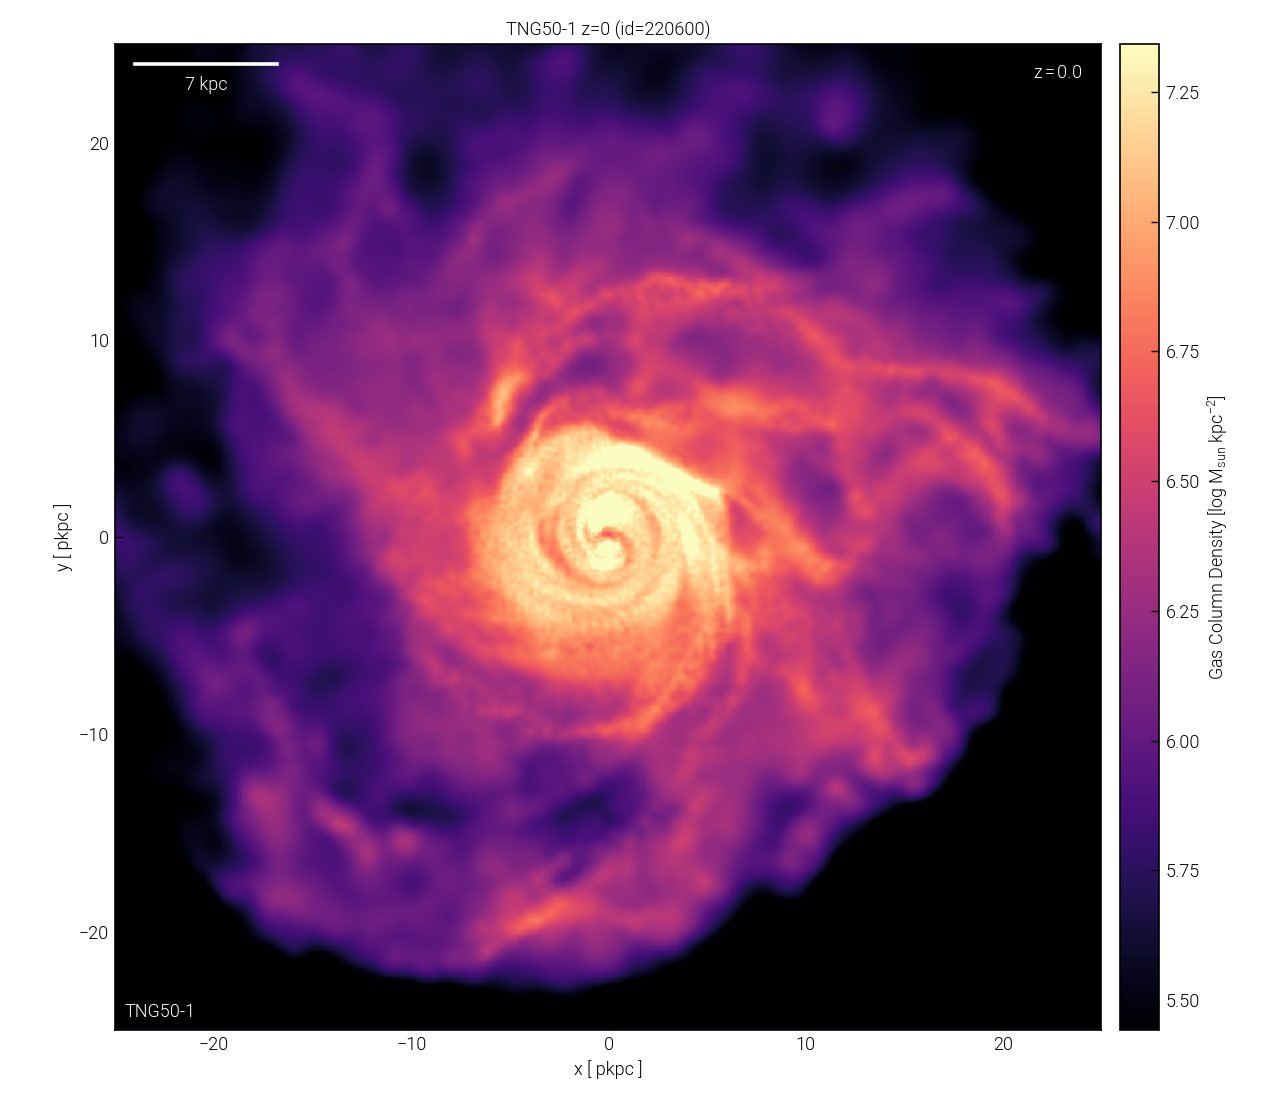 TNG50-1 z=0 (id=220600)
7 kpc
z=0.0
TNG50-1
20
10
0
−10
−20
y [ pkpc ]
−20
−10
0
10
20
x [ pkpc ]
7.25
7.00
6.75
6.50
6.25
6.00
5.75
5.50
Gas Column Density [log M_sun kpc⁻²]